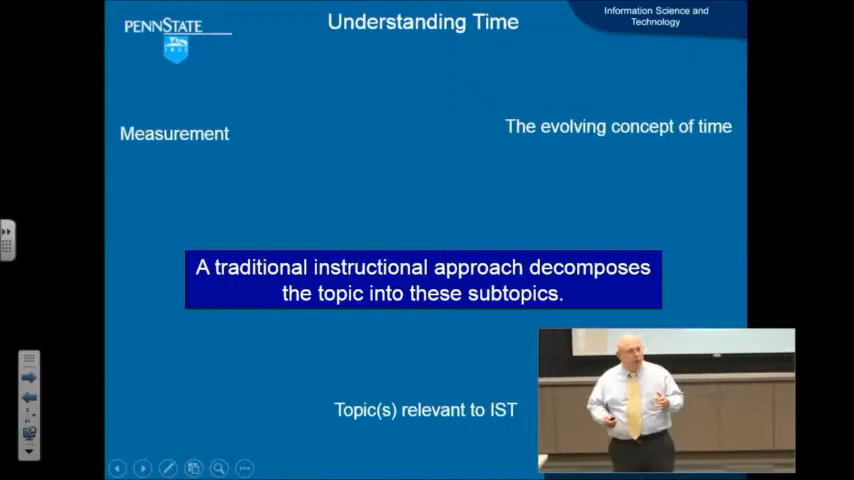 PENNSTATE
1855
Understanding Time
Information Science and
Technology
Measurement
The evolving concept of time
A traditional instructional approach decomposes
the topic into these subtopics.
Topic(s) relevant to IST